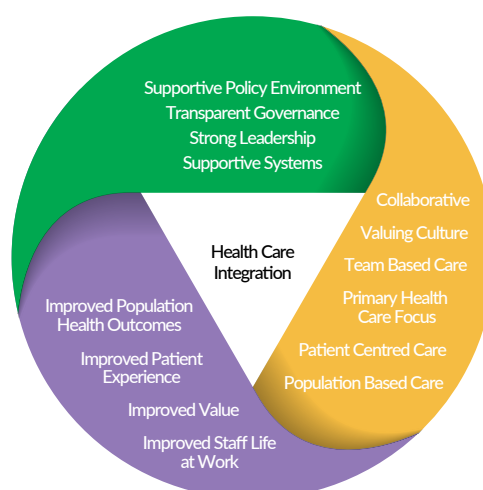 Supportive Policy Environment
Transparent Governance
Strong Leadership
Supportive Systems
Collaborative
Valuing Culture
Team Based Care
Primary Health
Care Focus
Patient Centred Care
Population Based Care
Health Care
Integration
Improved Population
Health Outcomes
Improved Patient
Experience
Improved Value
Improved Staff Life
at Work